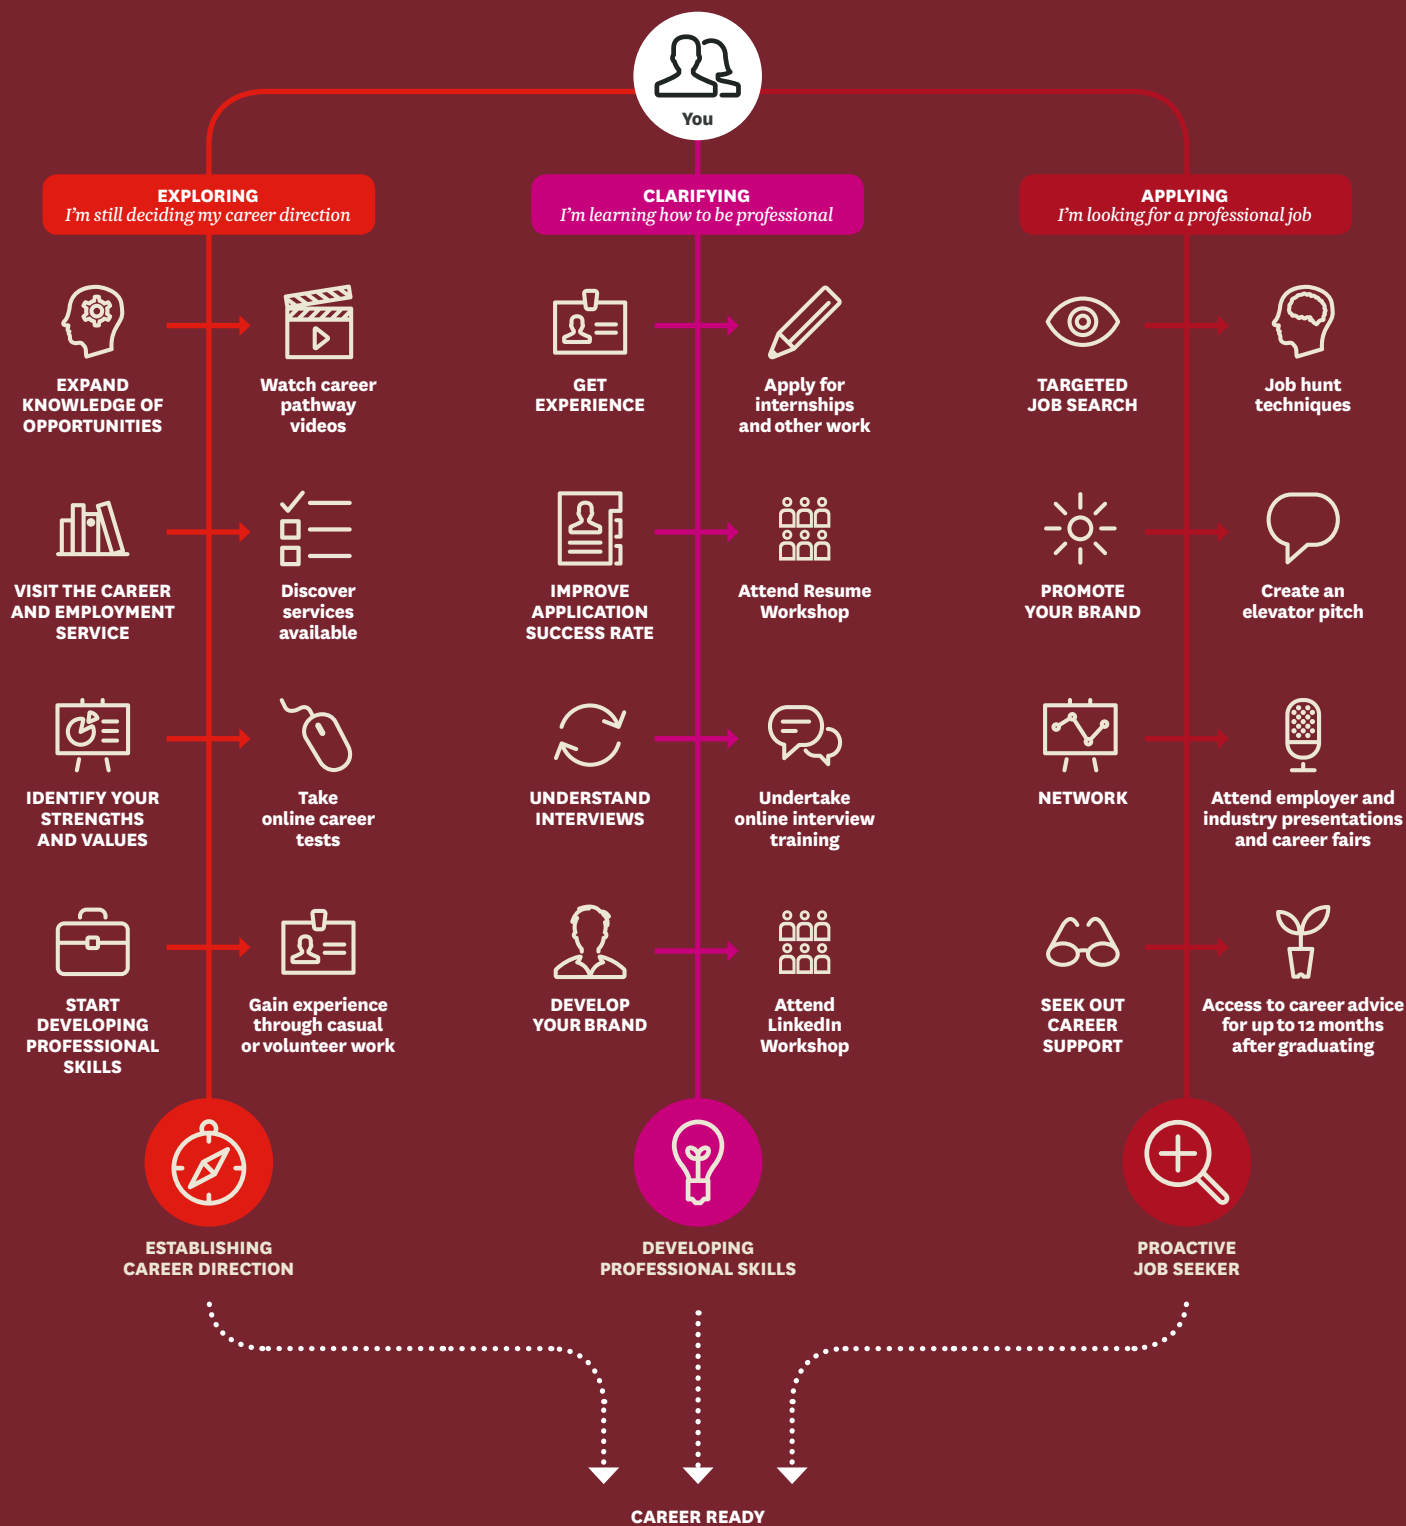 You
EXPLORING
I'm still deciding my career direction
CLARIFYING
I'm learning how to be professional
APPLYING
I'm looking for a professional job
EXPAND
KNOWLEDGE OF
OPPORTUNITIES
Watch career
pathway
videos
GET
EXPERIENCE
Apply for
internships
and other work
TARGETED
JOB SEARCH
Job hunt
techniques
VISIT THE CAREER
AND EMPLOYMENT
SERVICE
Discover
services
available
IMPROVE
APPLICATION
SUCCESS RATE
Attend Resume
Workshop
PROMOTE
YOUR BRAND
Create an
elevator pitch
IDENTIFY YOUR
STRENGTHS
AND VALUES
Take
online career
tests
UNDERSTAND
INTERVIEWS
Undertake
online interview
training
NETWORK
Attend employer and
industry presentations
and career fairs
START
DEVELOPING
PROFESSIONAL
SKILLS
Gain experience
through casual
or volunteer work
DEVELOP
YOUR BRAND
Attend
LinkedIn
Workshop
SEEK OUT
CAREER
SUPPORT
Access to career advice
for up to 12 months
after graduating
ESTABLISHING
CAREER DIRECTION
DEVELOPING
PROFESSIONAL SKILLS
PROACTIVE
JOB SEEKER
CAREER READY